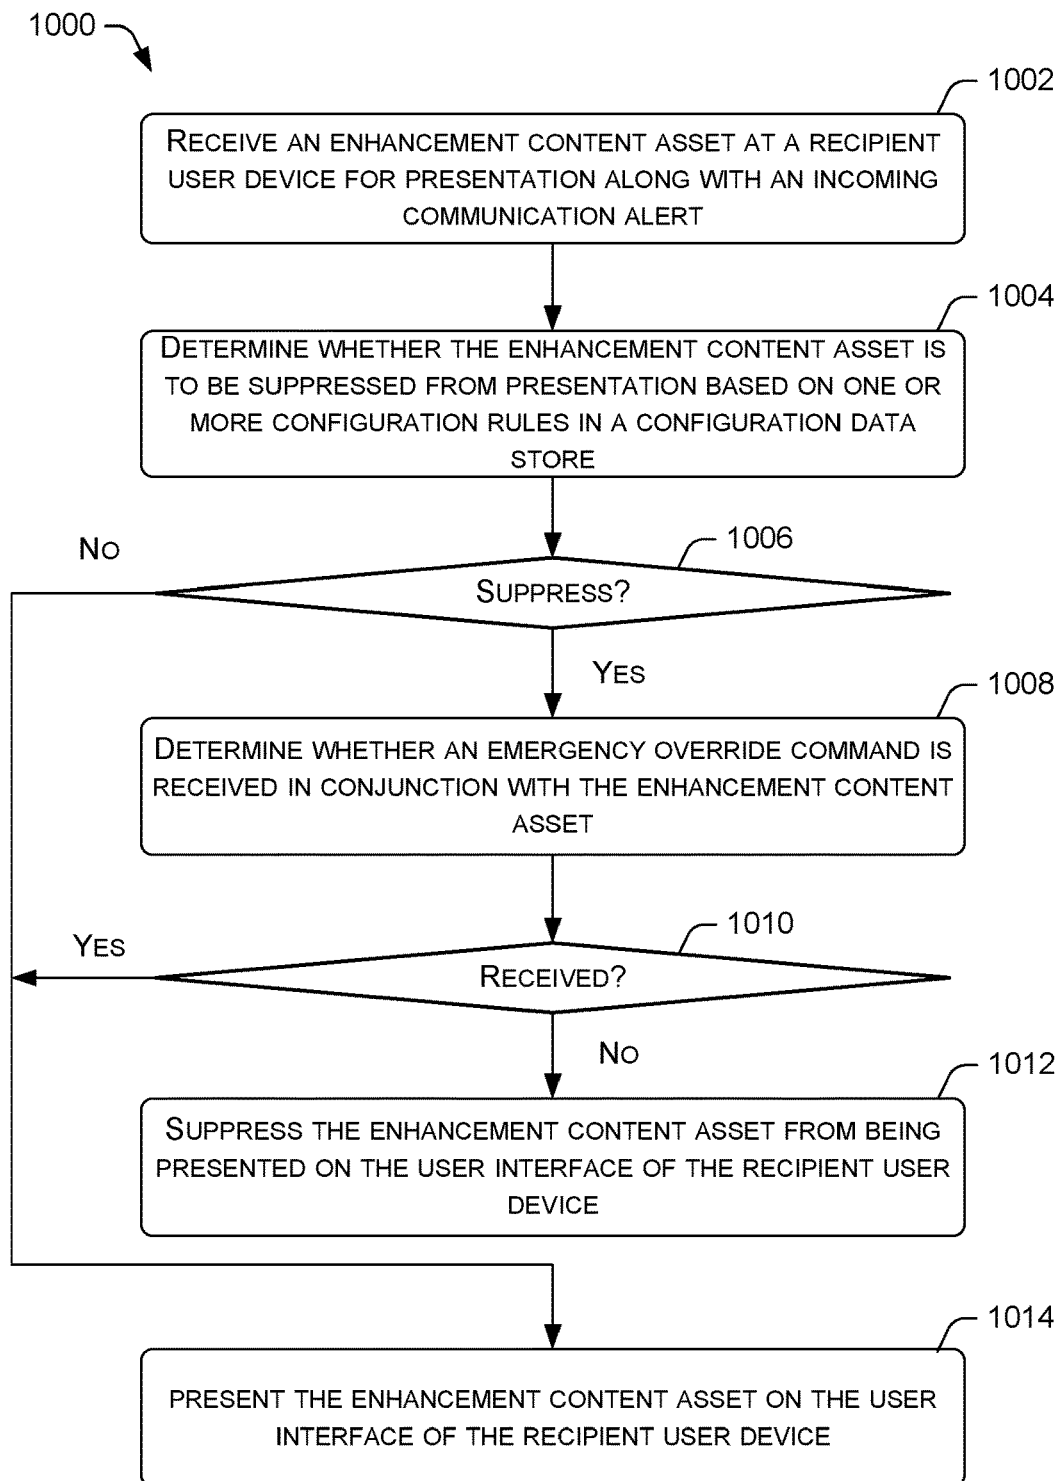 1000
1002
RECEIVE AN ENHANCEMENT CONTENT ASSET AT A RECIPIENT
USER DEVICE FOR PRESENTATION ALONG WITH AN INCOMING
COMMUNICATION ALERT
1004
DETERMINE WHETHER THE ENHANCEMENT CONTENT ASSET IS
TO BE SUPPRESSED FROM PRESENTATION BASED ON ONE OR
MORE CONFIGURATION RULES IN A CONFIGURATION DATA
STORE
NO
1006
SUPPRESS?
YES
1008
DETERMINE WHETHER AN EMERGENCY OVERRIDE COMMAND IS
RECEIVED IN CONJUNCTION WITH THE ENHANCEMENT CONTENT
ASSET
YES
1010
RECEIVED?
NO
1012
SUPPRESS THE ENHANCEMENT CONTENT ASSET FROM BEING
PRESENTED ON THE USER INTERFACE OF THE RECIPIENT USER
DEVICE
1014
PRESENT THE ENHANCEMENT CONTENT ASSET ON THE USER
INTERFACE OF THE RECIPIENT USER DEVICE